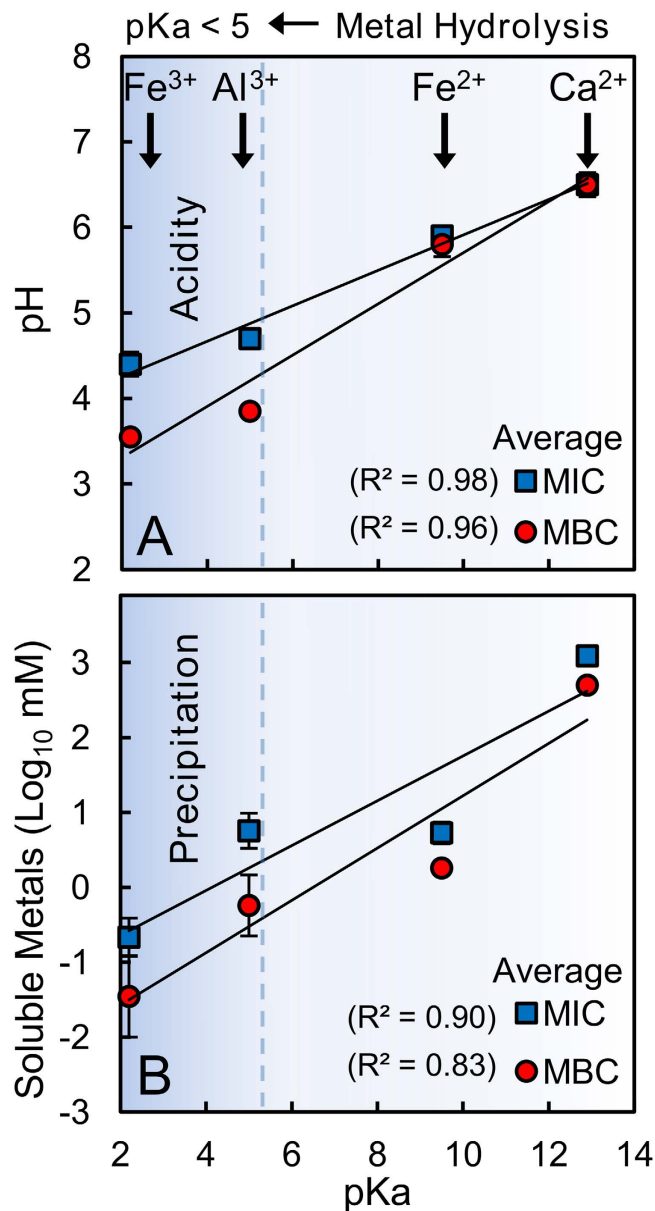 pKa < 5 ← Metal Hydrolysis
8
7
6
5
4
3
2
pH
Fe³⁺ Al³⁺ Fe²⁺ Ca²⁺
Acidity
Average
(R² = 0.98) MIC
(R² = 0.96) MBC
A
3
2
1
0
-1
-2
-3
Soluble Metals (Log₁₀ mM)
Precipitation
Average
(R² = 0.90) MIC
(R² = 0.83) MBC
B
2 4 6 8 10 12 14
pKa